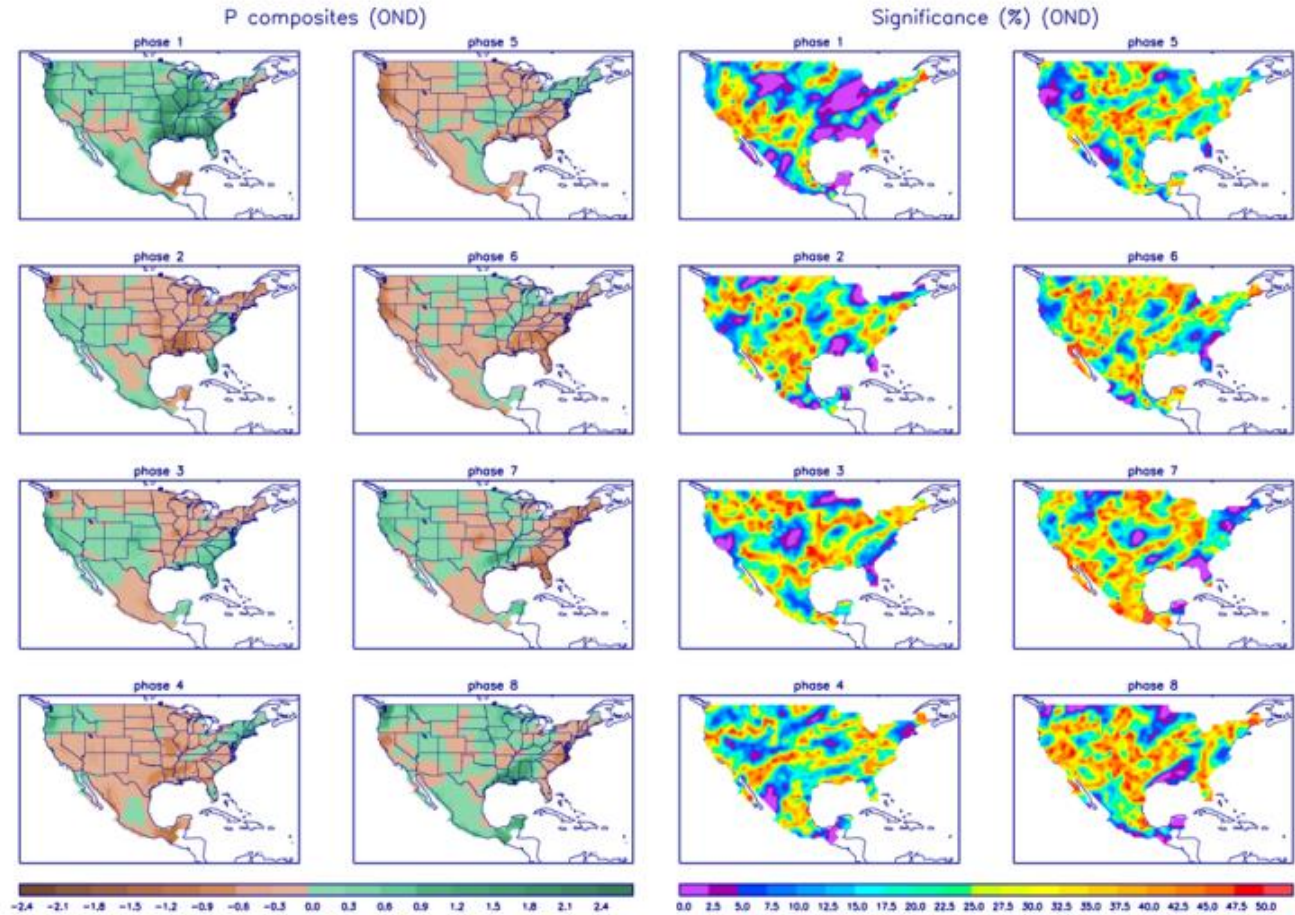 P composites (OND) Significance (%) (OND)
phase 1 phase 5 phase 1 phase 5
phase 2 phase 6 phase 2 phase 6
phase 3 phase 7 phase 3 phase 7
phase 4 phase 8 phase 4 phase 8
-2.4 -2.1 -1.8 -1.5 -1.2 -0.9 -0.6 -0.3 0.0 0.3 0.6 0.9 1.2 1.5 1.8 2.1 2.4 0.0 2.5 5.0 7.5 10.0 12.5 15.0 17.5 20.0 22.5 25.0 27.5 30.0 32.5 35.0 37.5 40.0 42.5 45.0 47.5 50.0